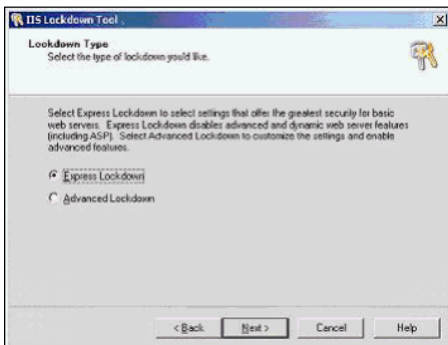 IIS Lockdown Tool
Lockdown Type
Select the type of lockdown you'd like.
Select Express Lockdown to select settings that offer the greatest security for basic
web servers. Express Lockdown disables advanced and dynamic web server features
(including ASP). Select Advanced Lockdown to customize the settings and enable
advanced features.
Express Lockdown
Advanced Lockdown
< Back Next > Cancel Help